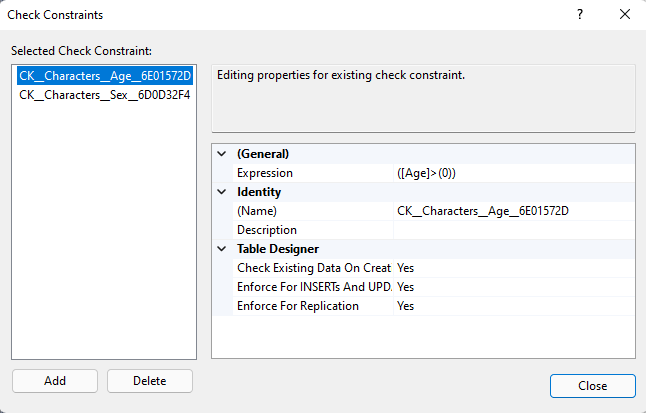 Check Constraints
?
Selected Check Constraint:
CK__Characters__Age__6E01572D
CK__Characters__Sex__6D0D32F4
Editing properties for existing check constraint.
(General)
Expression ([Age]>(0))
Identity
(Name) CK__Characters__Age__6E01572D
Description
Table Designer
Check Existing Data On Creat Yes
Enforce For INSERTs And UPD. Yes
Enforce For Replication Yes
Add Delete
Close